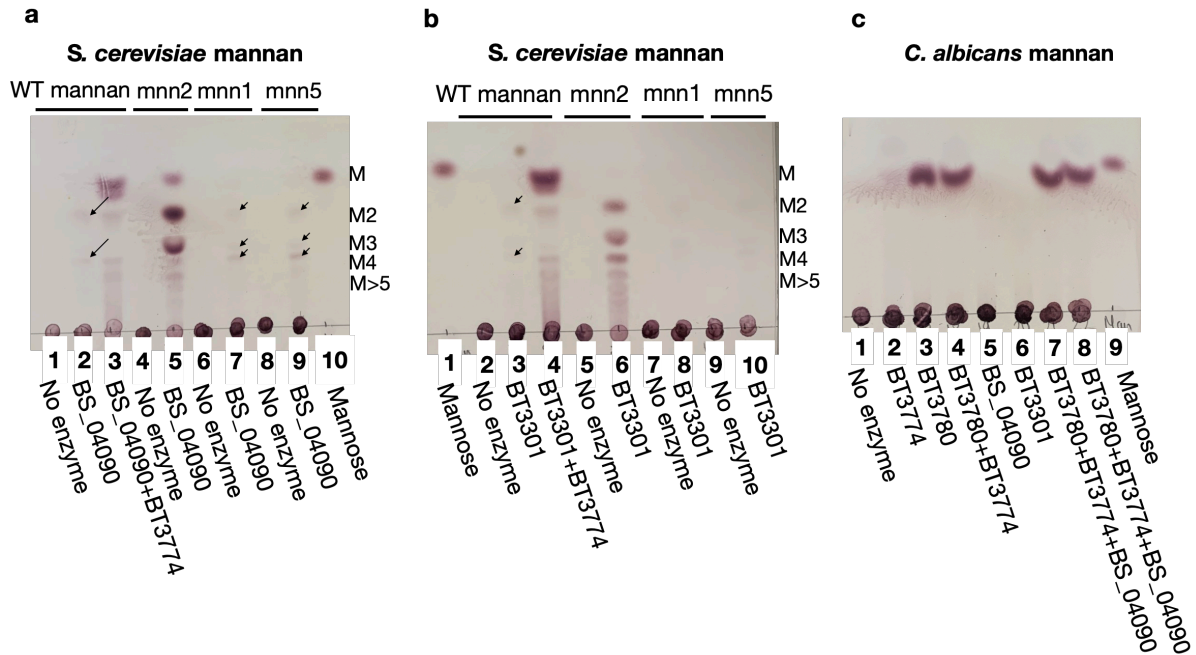 a
S. cerevisiae mannan
WT mannan mnn2 mnn1 mnn5
M
M2
M3
M4
M>5
1 2 3 4 5 6 7 8 9 10
No enzyme
BS_04090
BS_04090+BT3774
No enzyme
BS_04090
No enzyme
BS_04090
No enzyme
BS_04090
Mannose
b
S. cerevisiae mannan
WT mannan mnn2 mnn1 mnn5
M
M2
M3
M4
M>5
1 2 3 4 5 6 7 8 9 10
Mannose
No enzyme
BT3301
BT3301+BT3774
No enzyme
BT3301
No enzyme
BT3301
No enzyme
BT3301
c
C. albicans mannan
1 2 3 4 5 6 7 8 9
No enzyme
BT3774
BT3780
BT3780+BT3774
BS_04090
BT3301
BT3780+BT3774+BS_04090
BT3780+BT3774+BS_04090
Mannose